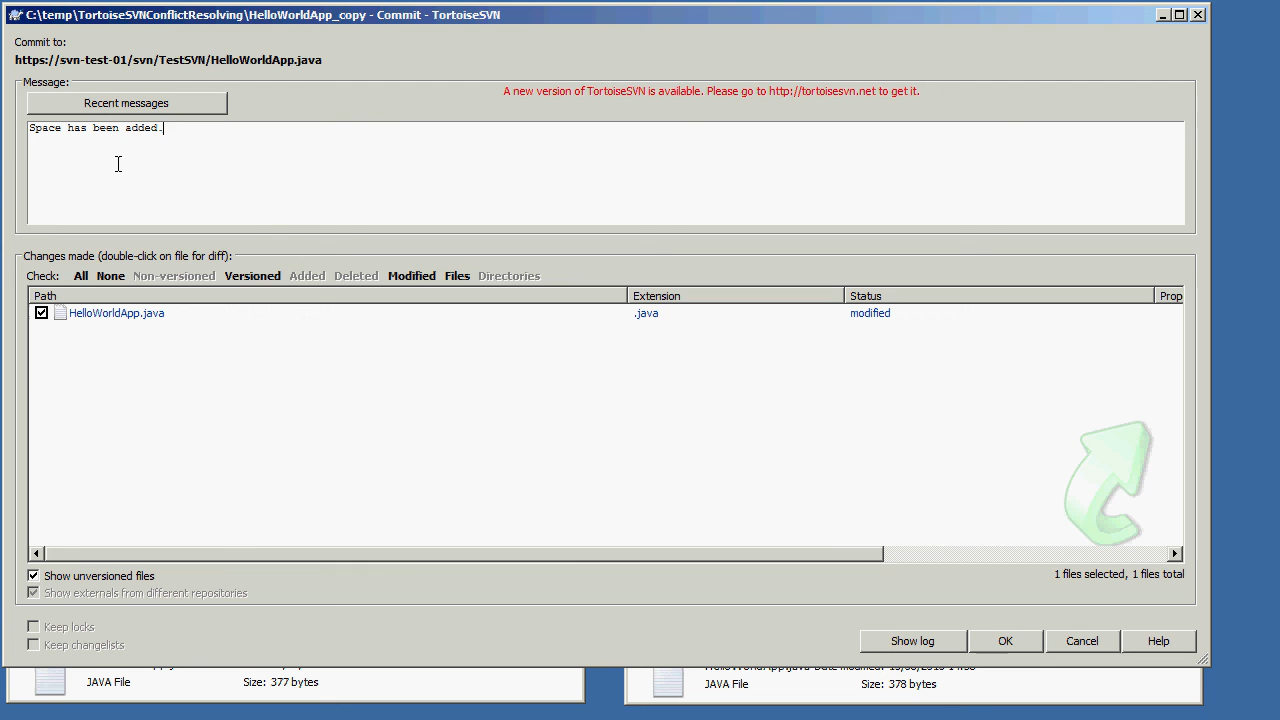 C:\temp\TortoiseSVNConflictResolving\HelloWorldApp_copy - Commit - TortoiseSVN
Commit to:
https://svn-test-01/svn/TestSVN/HelloWorldApp.java
Message:
Recent messages
A new version of TortoiseSVN is available. Please go to http://tortoisesvn.net to get it.
Space has been added.
Changes made (double-click on file for diff):
Check: All None Non-versioned Versioned Added Deleted Modified Files Directories
Path Extension Status Prop
HelloWorldApp.java .java modified
Show unversioned files
1 files selected, 1 files total
Show externals from different repositories
Keep locks
Keep changelists
Show log OK Cancel Help
JAVA File Size: 377 bytes
JAVA File Size: 378 bytes